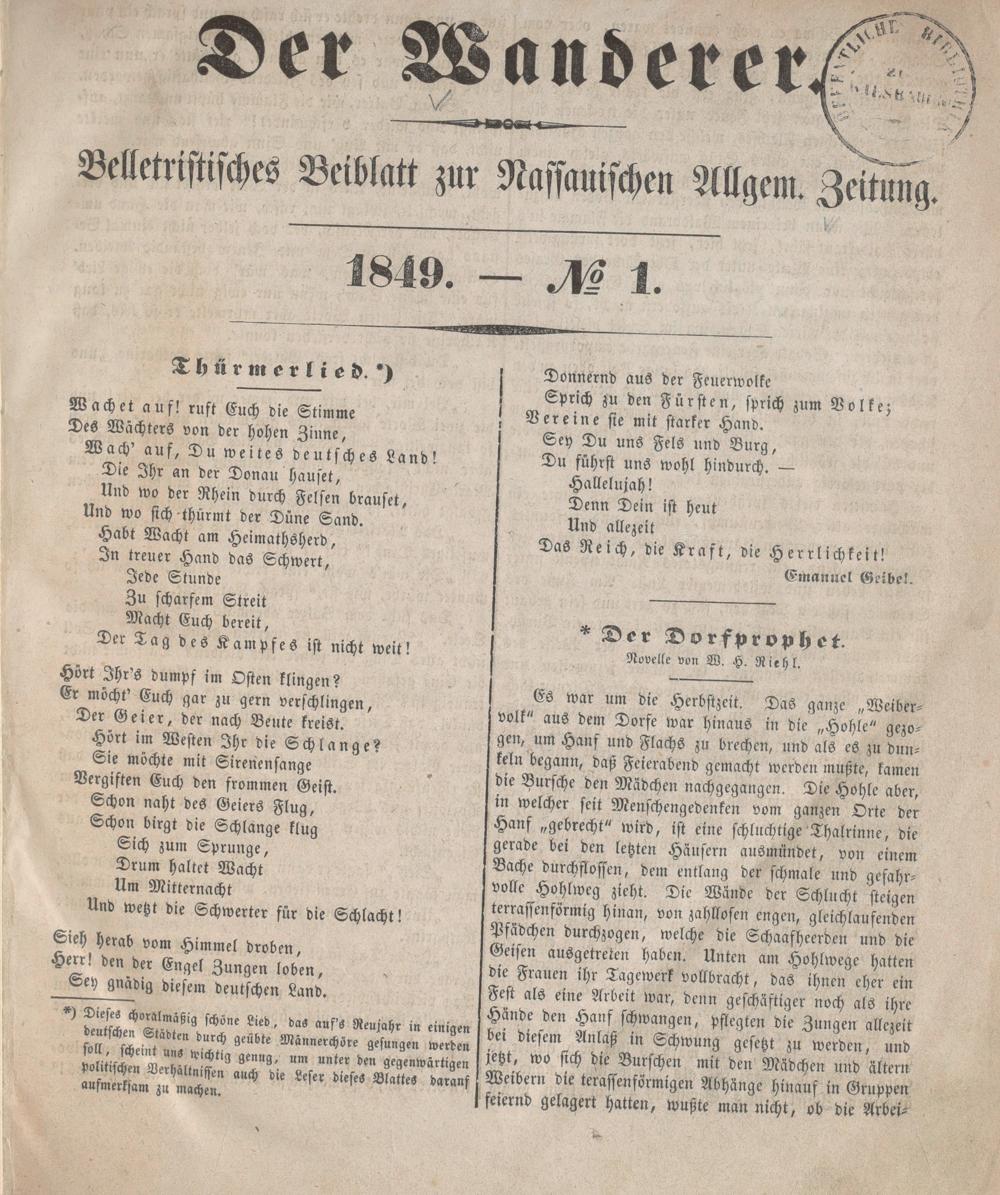 Der Wanderer.
OEFFENTLICHE BIBLIOTHEK
ZU
WIESBADEN
Belletristisches Beiblatt zur Nassauischen Allgem. Zeitung.
1849. — № 1.
Thürmerlied. *)
Wachet auf! ruft Euch die Stimme
Des Wächters von der hohen Zinne,
Wach' auf, Du weites deutsches Land!
Die Ihr an der Donau hauset,
Und wo der Rhein durch Felsen brauset,
Und wo sich thürmt der Düne Sand.
Habt Wacht am Heimathsherd,
In treuer Hand das Schwert,
Jede Stunde
Zu scharfem Streit
Macht Euch bereit,
Der Tag des Kampfes ist nicht weit!
Hört Ihr's dumpf im Osten klingen?
Er möcht' Euch gar zu gern verschlingen,
Der Geier, der nach Beute kreist.
Hört im Westen Ihr die Schlange?
Sie möchte mit Sirenensange
Vergiften Euch den frommen Geist.
Schon naht des Geiers Flug,
Schon birgt die Schlange klug
Sich zum Sprunge,
Drum haltet Wacht
Um Mitternacht
Und wetzt die Schwerter für die Schlacht!
Sieh herab vom Himmel droben,
Herr! den der Engel Zungen loben,
Sey gnädig diesem deutschen Land.
*) Dieses choralmäßig schöne Lied, das auf's Neujahr in einigen
deutschen Städten durch geübte Männerchöre gesungen werden
soll, scheint uns wichtig genug, um unter den gegenwärtigen
politischen Verhältnissen auch die Leser dieses Blattes darauf
aufmerksam zu machen.
Donnernd aus der Feuerwolke
Sprich zu den Fürsten, sprich zum Volke;
Vereine sie mit starker Hand.
Sey Du uns Fels und Burg,
Du führst uns wohl hindurch. —
Hallelujah!
Denn Dein ist heut
Und allezeit
Das Reich, die Kraft, die Herrlichkeit!
Emanuel Geibel.
* Der Dorfprophet.
Novelle von W. H. Riehl.
Es war um die Herbstzeit. Das ganze „Weiber-
volk“ aus dem Dorfe war hinaus in die „Hohle“ gezo-
gen, um Hanf und Flachs zu brechen, und als es zu dun-
keln begann, daß Feierabend gemacht werden mußte, kamen
die Bursche den Mädchen nachgegangen. Die Hohle aber,
in welcher seit Menschengedenken vom ganzen Orte der
Hanf „gebrecht“ wird, ist eine schluchtige Thalrinne, die
gerade bei den letzten Häusern ausmündet, von einem
Bache durchflossen, dem entlang der schmale und gefahr-
volle Hohlweg zieht. Die Wände der Schlucht steigen
terrassenförmig hinan, von zahllosen engen, gleichlaufenden
Pfädchen durchzogen, welche die Schaafheerden und die
Geisen ausgetreten haben. Unten am Hohlwege hatten
die Frauen ihr Tagewerk vollbracht, das ihnen eher ein
Fest als eine Arbeit war, denn geschäftiger noch als ihre
Hände den Hanf schwangen, pflegten die Zungen allezeit
bei diesem Anlaß in Schwung gesetzt zu werden, und
jetzt, wo sich die Burschen mit den Mädchen und ältern
Weibern die terassenförmigen Abhänge hinauf in Gruppen
feiernd gelagert hatten, wußte man nicht, ob die Arbei-